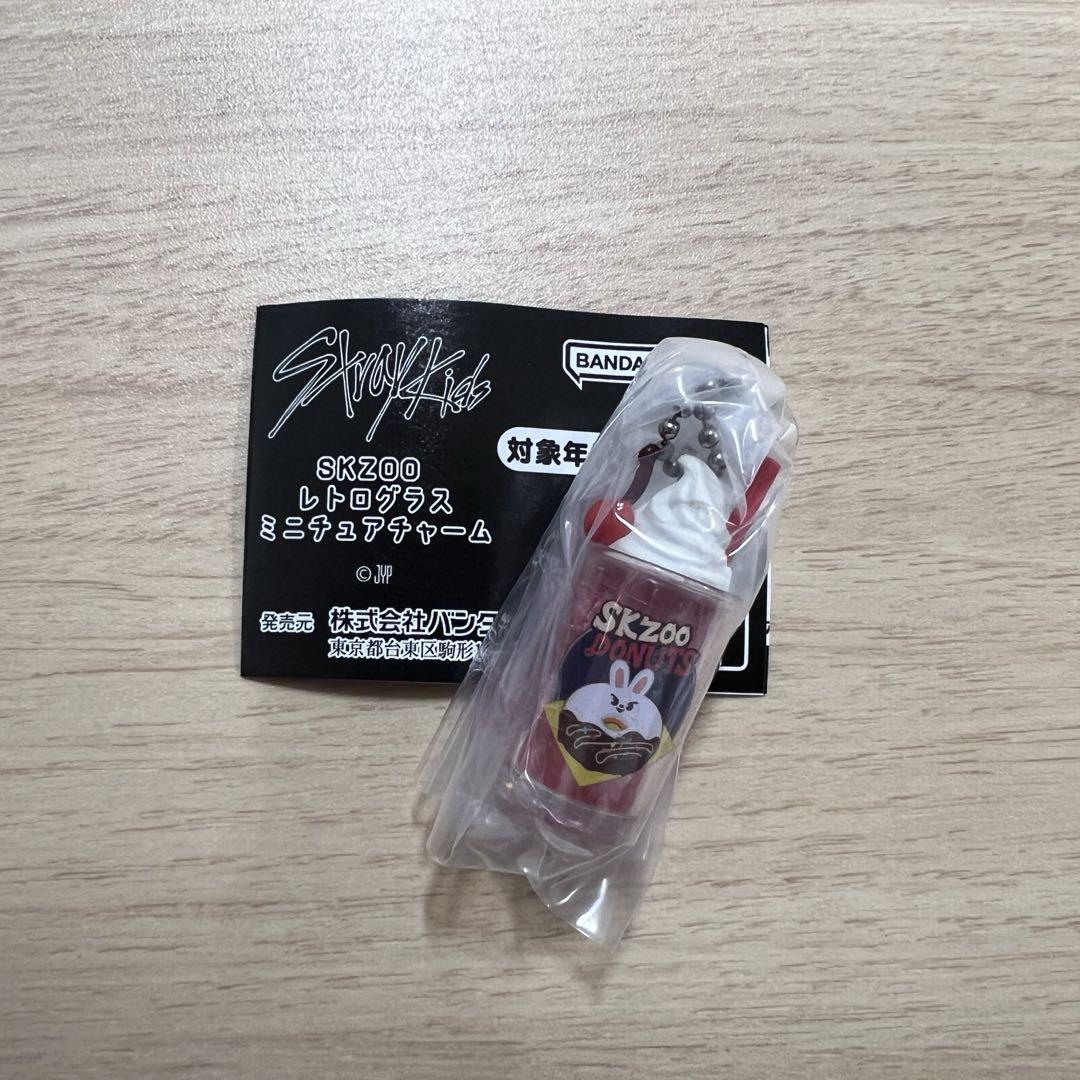 Stray Kids
BANDA
対象年
SKZOO
レトログラス
ミニチュアチャーム
©JYP
発売元 株式会社バンダ
東京都台東区駒形1
SKZOO
DONUTS